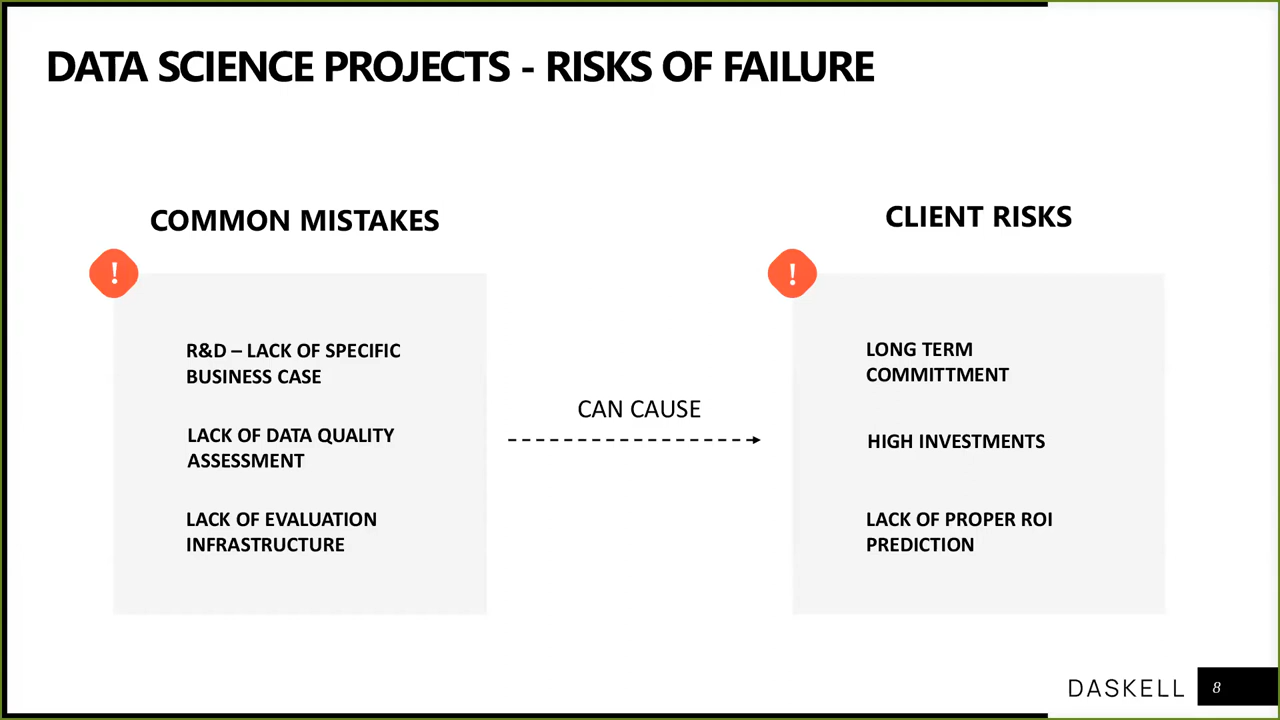 DATA SCIENCE PROJECTS - RISKS OF FAILURE
COMMON MISTAKES
!
R&D – LACK OF SPECIFIC
BUSINESS CASE
LACK OF DATA QUALITY
ASSESSMENT
LACK OF EVALUATION
INFRASTRUCTURE
CAN CAUSE
CLIENT RISKS
!
LONG TERM
COMMITTMENT
HIGH INVESTMENTS
LACK OF PROPER ROI
PREDICTION
DASKELL
8